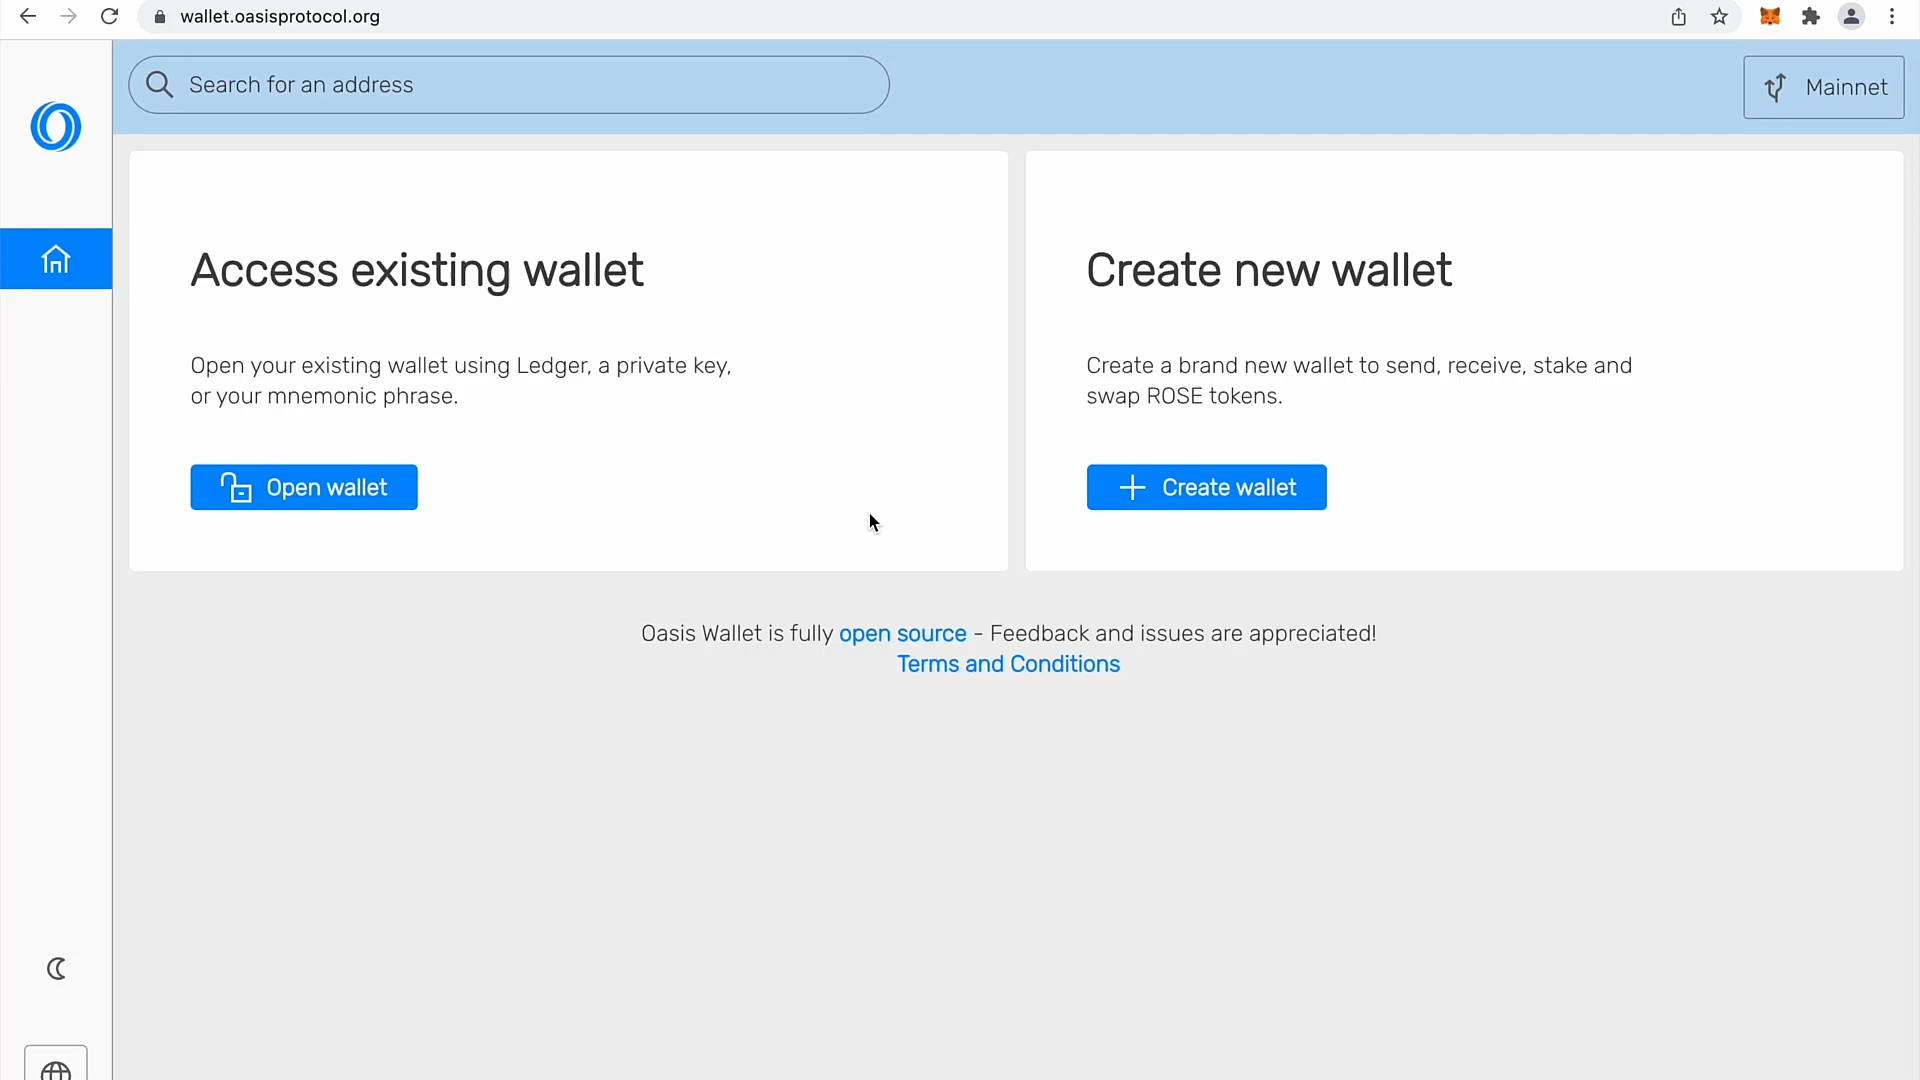 wallet.oasisprotocol.org
Search for an address
Mainnet
Access existing wallet
Open your existing wallet using Ledger, a private key,
or your mnemonic phrase.
Open wallet
Create new wallet
Create a brand new wallet to send, receive, stake and
swap ROSE tokens.
Create wallet
Oasis Wallet is fully open source - Feedback and issues are appreciated!
Terms and Conditions